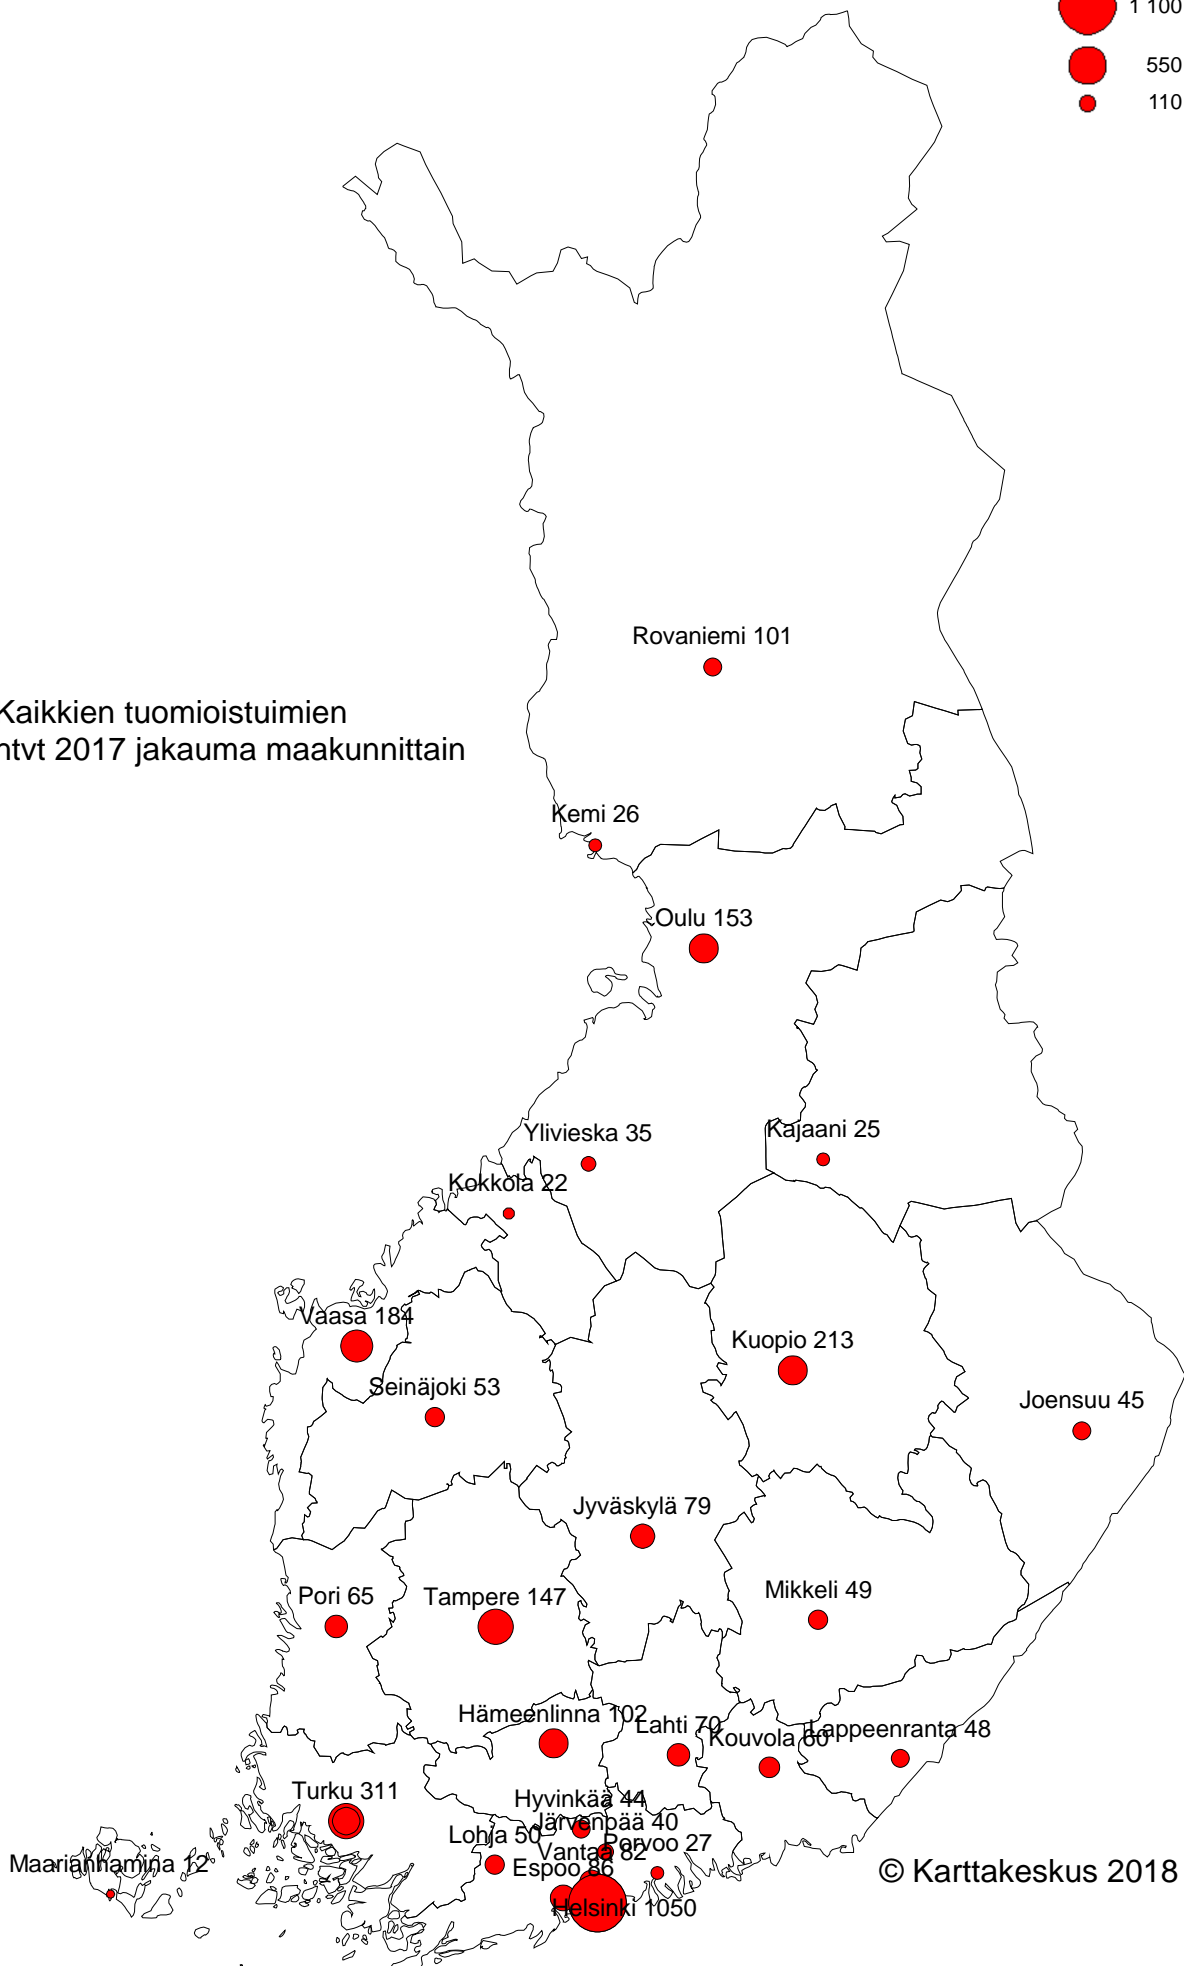 1 100
550
110
Rovaniemi 101
Kaikkien tuomioistuimien
htvt 2017 jakauma maakunnittain
Kemi 26
Oulu 153
Ylivieska 35
Kajaani 25
Kokkola 22
Vaasa 184
Kuopio 213
Seinäjoki 53
Joensuu 45
Jyväskylä 79
Mikkeli 49
Pori 65
Tampere 147
Hämeenlinna 102
Lahti 70
Kouvola 60
Lappeenranta 48
Turku 311
Hyvinkää 44
Järvenpää 40
Lohja 50
Porvoo 27
Vantaa 82
Espoo 86
Maarianhamina 12
© Karttakeskus 2018
Helsinki 1050